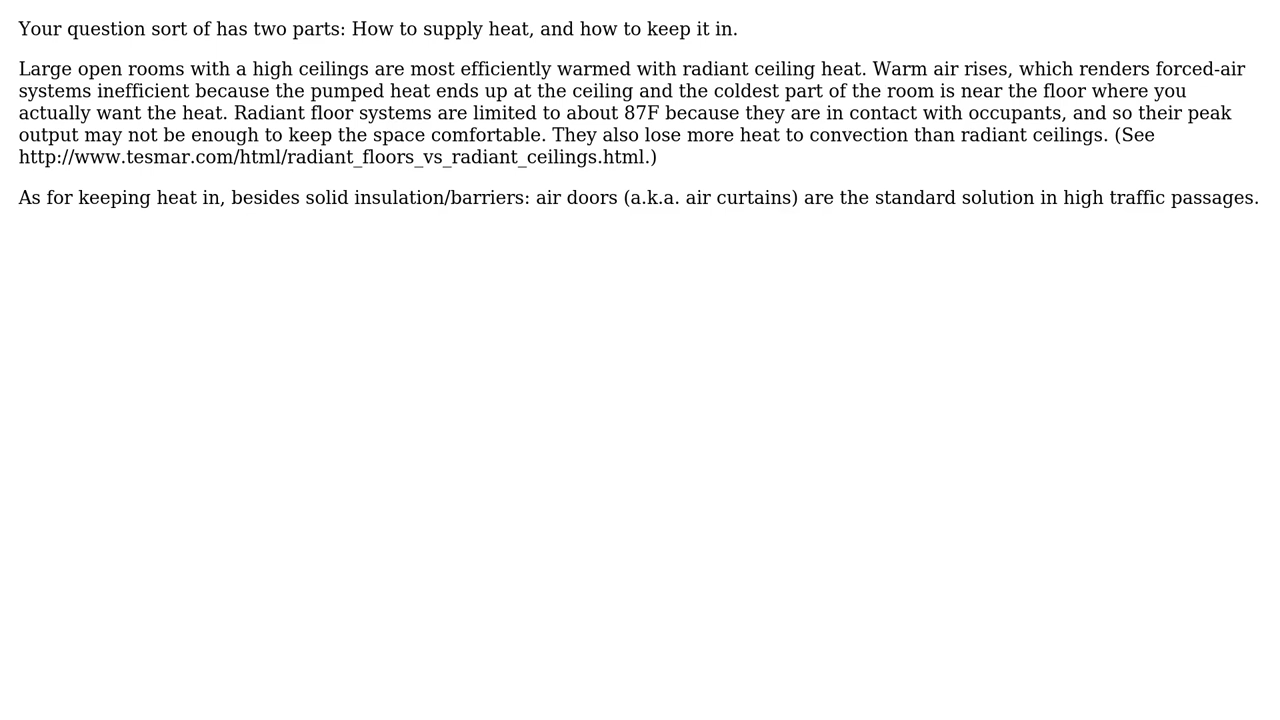 Your question sort of has two parts: How to supply heat, and how to keep it in.
Large open rooms with a high ceilings are most efficiently warmed with radiant ceiling heat. Warm air rises, which renders forced-air
systems inefficient because the pumped heat ends up at the ceiling and the coldest part of the room is near the floor where you
actually want the heat. Radiant floor systems are limited to about 87F because they are in contact with occupants, and so their peak
output may not be enough to keep the space comfortable. They also lose more heat to convection than radiant ceilings. (See
http://www.tesmar.com/html/radiant_floors_vs_radiant_ceilings.html.)
As for keeping heat in, besides solid insulation/barriers: air doors (a.k.a. air curtains) are the standard solution in high traffic passages.